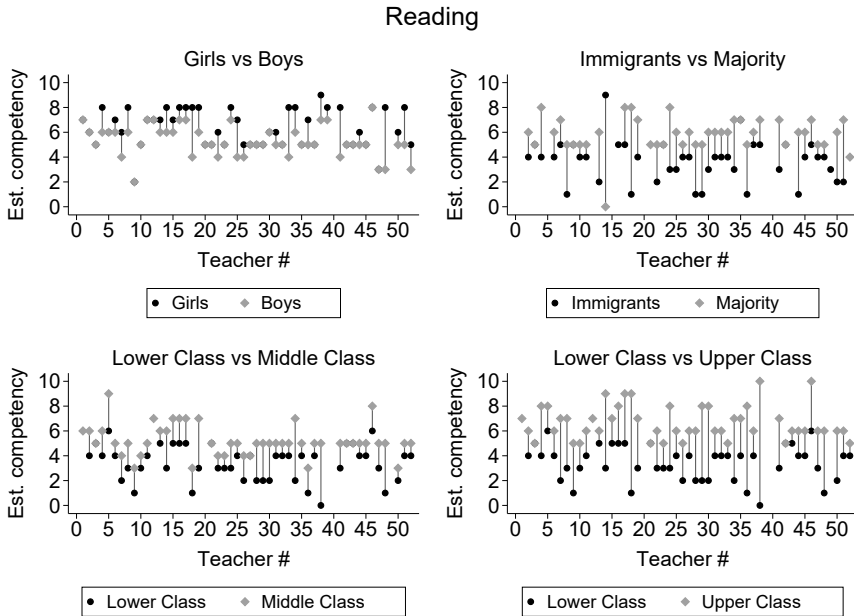 Reading
Girls vs Boys
Est. competency
10
8
6
4
2
0
0 5 10 15 20 25 30 35 40 45 50
Teacher #
Girls Boys
Immigrants vs Majority
Est. competency
10
8
6
4
2
0
0 5 10 15 20 25 30 35 40 45 50
Teacher #
Immigrants Majority
Lower Class vs Middle Class
Est. competency
10
8
6
4
2
0
0 5 10 15 20 25 30 35 40 45 50
Teacher #
Lower Class Middle Class
Lower Class vs Upper Class
Est. competency
10
8
6
4
2
0
0 5 10 15 20 25 30 35 40 45 50
Teacher #
Lower Class Upper Class